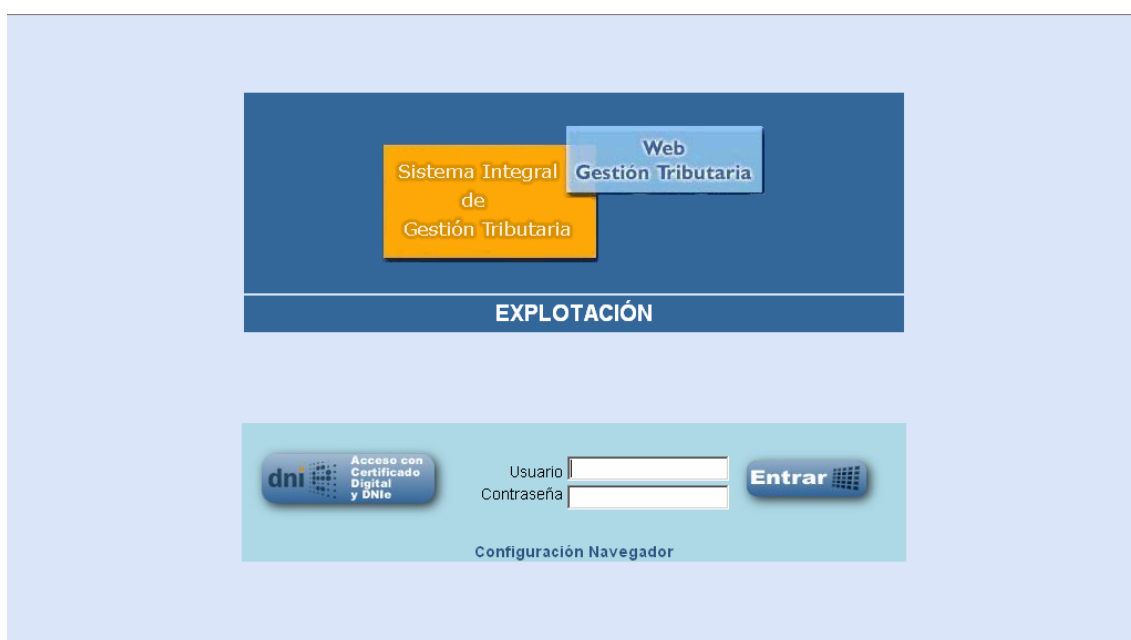 Web
Gestión Tributaria
Sistema Integral
de
Gestión Tributaria
EXPLOTACIÓN
dni
Acceso con
Certificado
Digital
y DNIe
Usuario
Contraseña
Entrar
Configuración Navegador